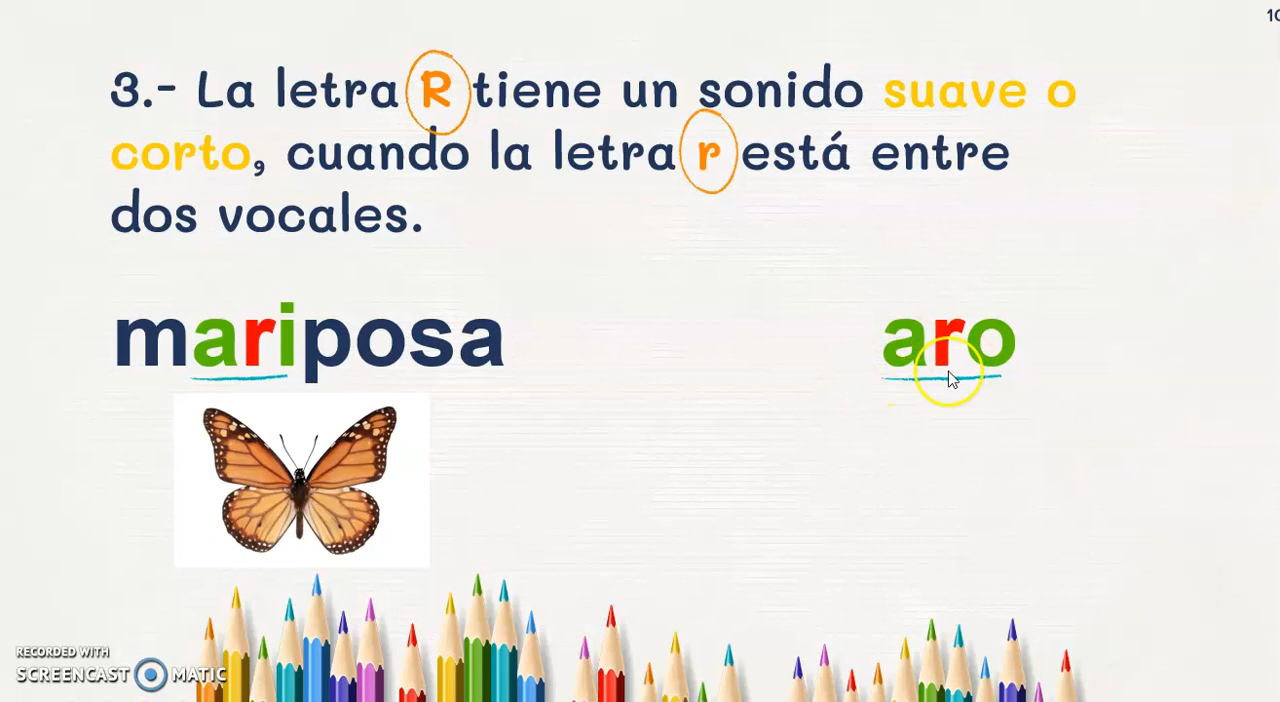 10
3.- La letra R tiene un sonido suave o
corto, cuando la letra r está entre
dos vocales.
mariposa aro
RECORDED WITH
SCREENCAST MATIC